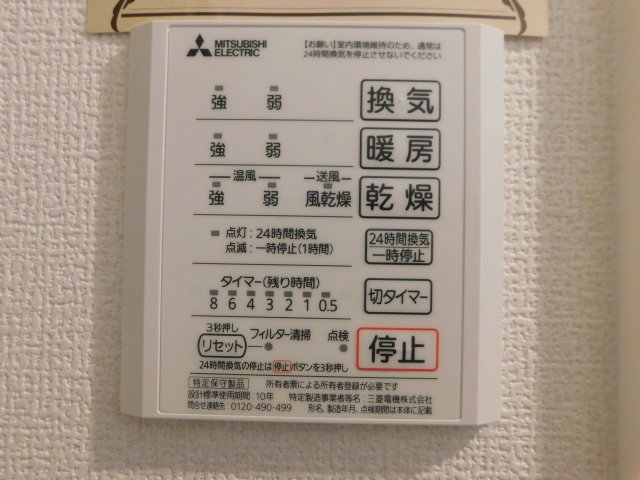 MITSUBISHI
ELECTRIC
【お願い】室内環境維持のため、通常は
24時間換気を停止させないでください
強 弱 換気
強 弱 暖房
温風 送風
強 弱 風乾燥 乾燥
点灯:24時間換気
点滅:一時停止(1時間)
24時間換気
一時停止
タイマー(残り時間)
8 6 4 3 2 1 0.5
切タイマー
3秒押し
リセット フィルター清掃 点検
停止
24時間換気の停止は停止ボタンを3秒押し
特定保守製品 所有者票による所有者登録が必要です
設計標準使用期間:10年 特定製造事業者等名:三菱電機株式会社
問合せ連絡先:0120-490-499 形名、製造年月、点検期間は本体に記載